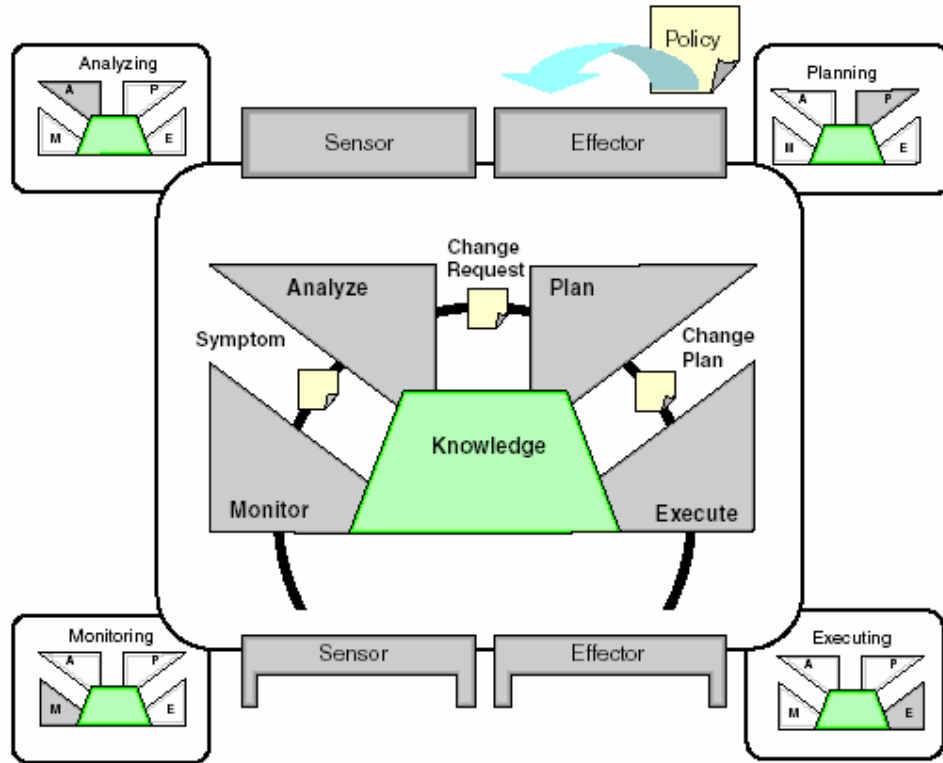 Policy
Analyzing
A
P
M
E
Planning
A
P
M
E
Sensor
Effector
Change
Request
Analyze
Plan
Symptom
Change
Plan
Knowledge
Monitor
Execute
Monitoring
A
P
M
E
Sensor
Effector
Executing
A
P
M
E